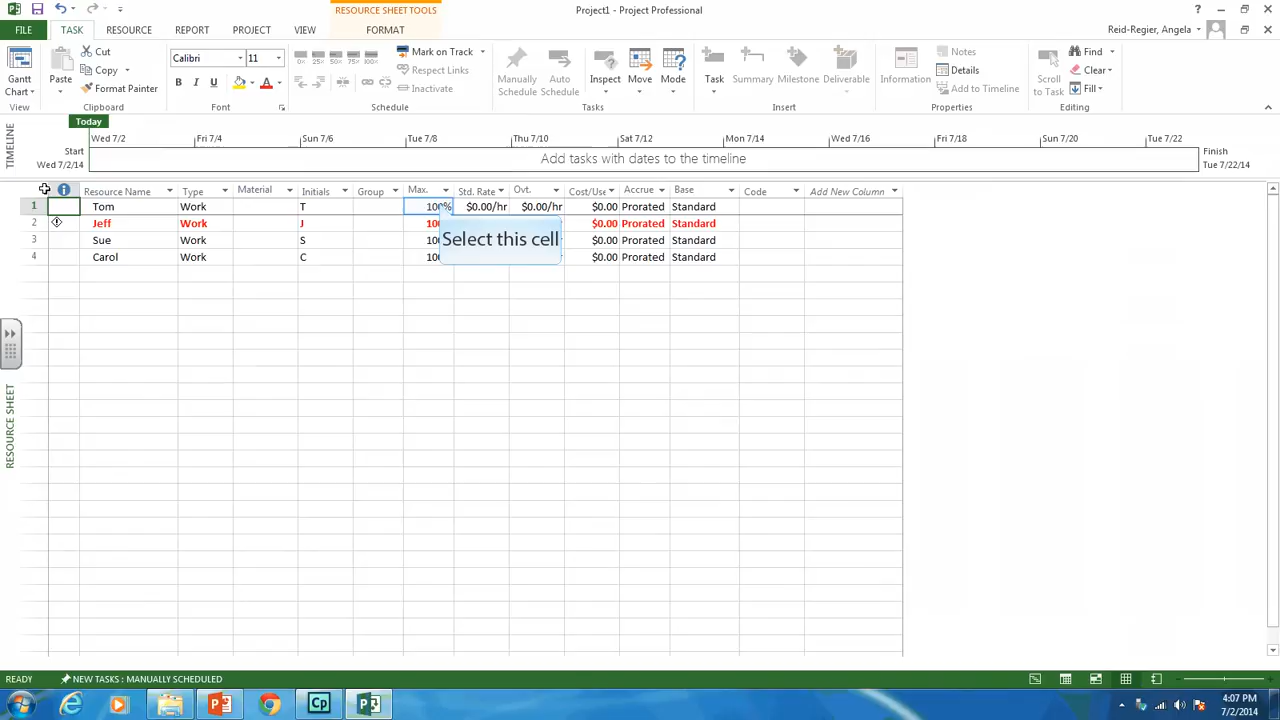 RESOURCE SHEET TOOLS
Project1 - Project Professional
FILE TASK RESOURCE REPORT PROJECT VIEW FORMAT Reid-Regier, Angela
Gantt Chart
View
Paste
Cut
Copy
Format Painter
Clipboard
Calibri 11
B I U A
Font
0% 25% 50% 75% 100%
Mark on Track
Respect Links
Inactivate
Schedule
Manually Schedule
Auto Schedule
Inspect
Move
Mode
Tasks
Task
Summary
Milestone
Deliverable
Insert
Information
Notes
Details
Add to Timeline
Properties
Scroll to Task
Find
Clear
Fill
Editing
Today
TIMELINE
Wed 7/2 Fri 7/4 Sun 7/6 Tue 7/8 Thu 7/10 Sat 7/12 Mon 7/14 Wed 7/16 Fri 7/18 Sun 7/20 Tue 7/22
Start
Wed 7/2/14
Add tasks with dates to the timeline
Finish
Tue 7/22/14
Resource Name Type Material Initials Group Max. Std. Rate Ovt. Cost/Use Accrue Base Code Add New Column
1 Tom Work T 100% $0.00/hr $0.00/hr $0.00 Prorated Standard
2 Jeff Work J $0.00 Prorated Standard
3 Sue Work S $0.00 Prorated Standard
4 Carol Work C $0.00 Prorated Standard
Select this cell
RESOURCE SHEET
READY NEW TASKS : MANUALLY SCHEDULED
4:07 PM
7/2/2014